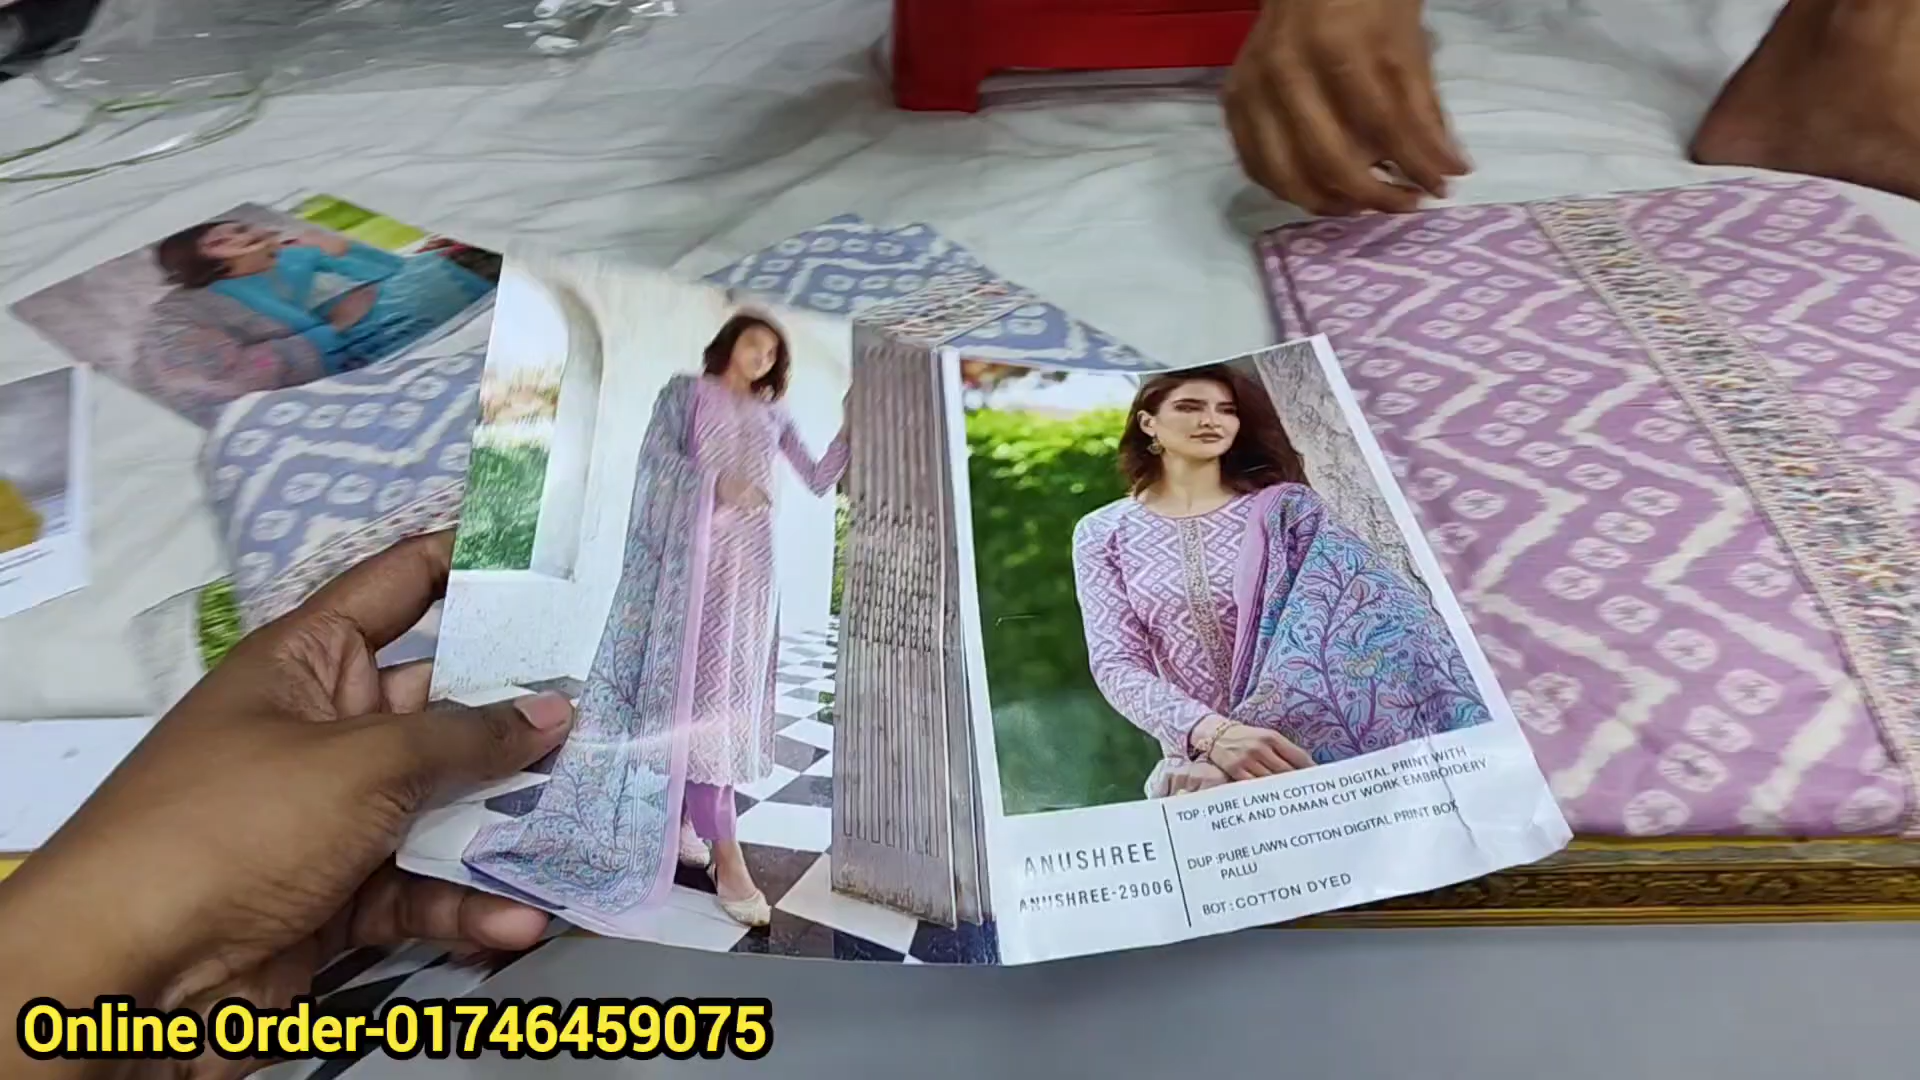 ANUSHREE
ANUSHREE-29006
TOP : PURE LAWN COTTON DIGITAL PRINT WITH
NECK AND DAMAN CUT WORK EMBROIDERY
DUP :PURE LAWN COTTON DIGITAL PRINT BOX
PALLU
BOT : COTTON DYED
Online Order-01746459075